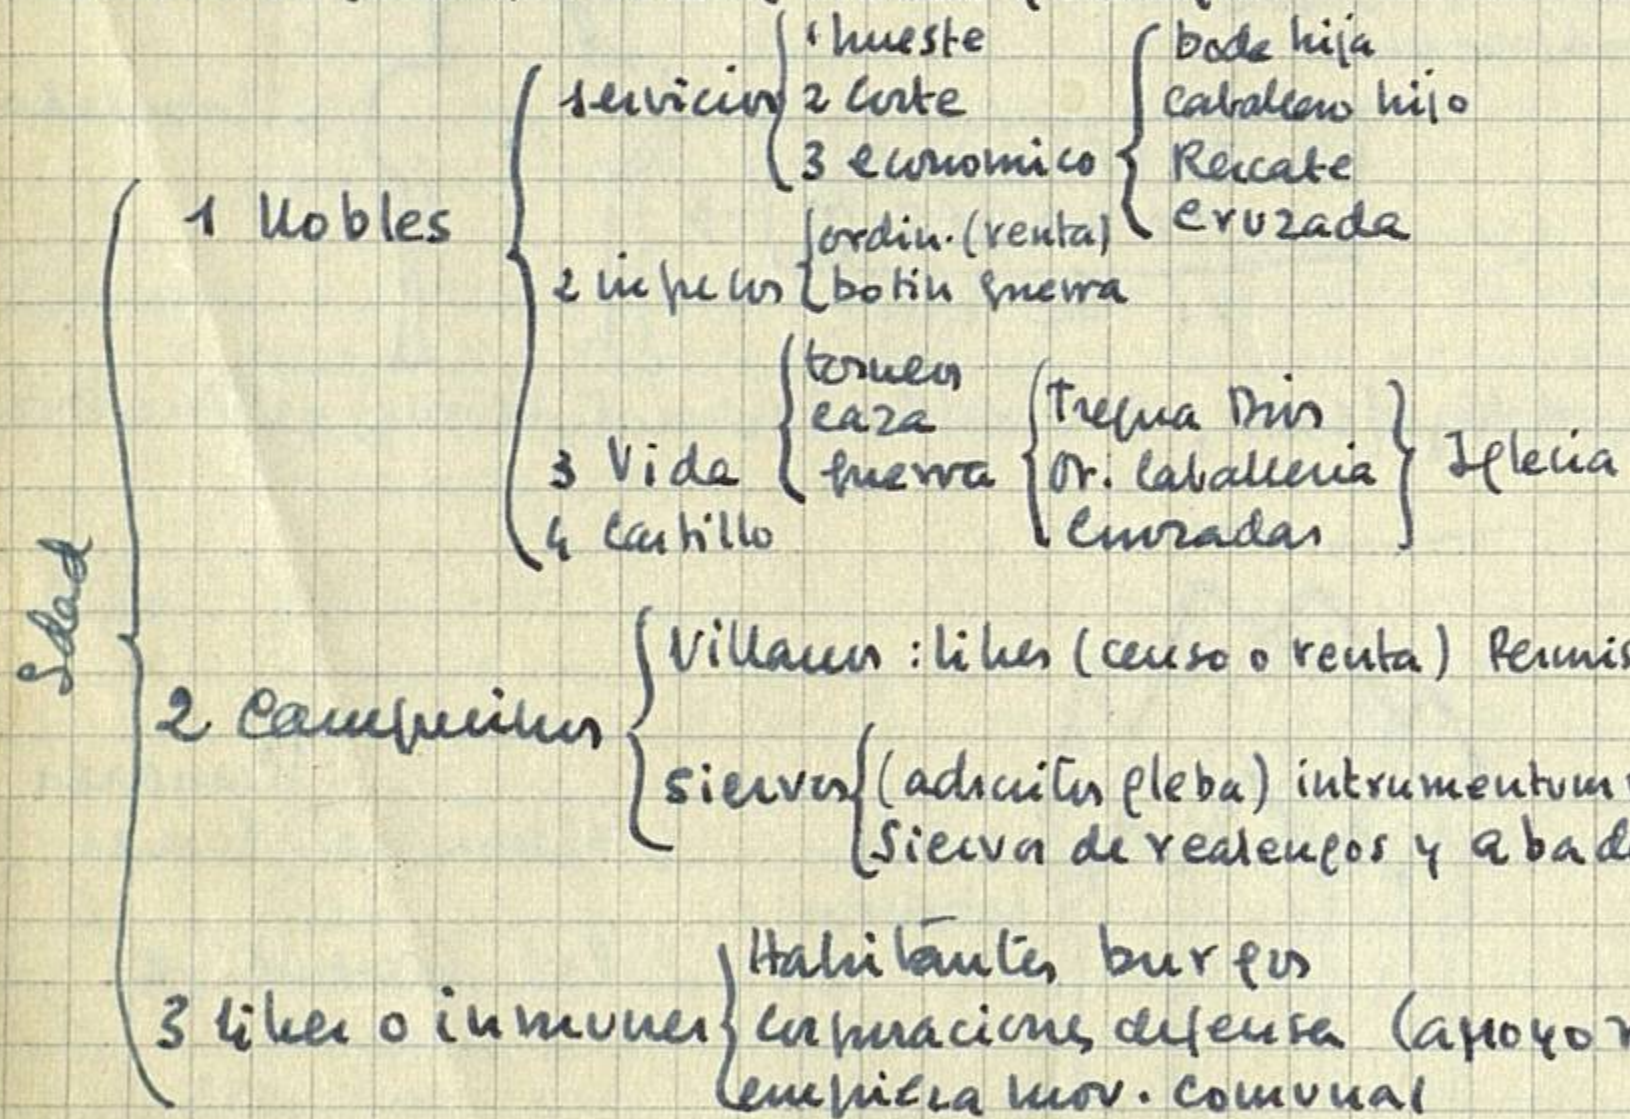 Sdad
1 Nobles
servicios
1 hueste
2 Corte
3 economico
boda hija
caballero hijo
Rescate
Cruzada
2 ingresos
ordin. (renta)
botin guerra
3 Vida
torneos
caza
guerra
Tregua Dios
Or. Caballeria
Cruzadas
Iglesia
4 Castillo
2 Campesinos
Villanos : libres (censo o renta)
siervos
(adscritos gleba) intrumentum
Siervos de realengos y
3 libres o inmunes
Habitantes burgos
Corporaciones defensa (apoyo
empieza mov. comunal